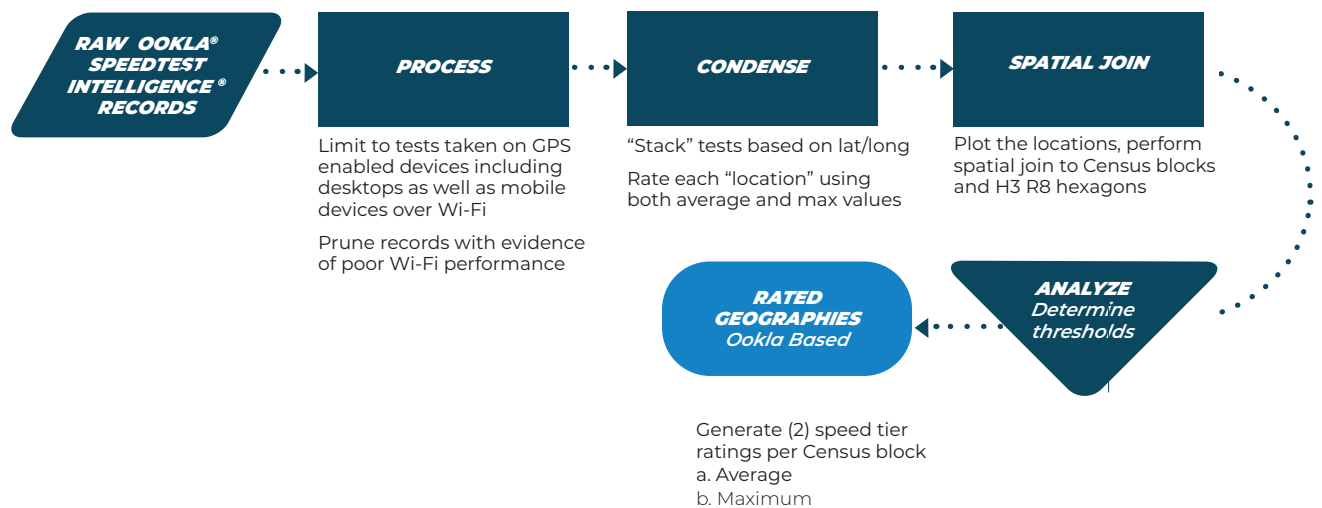 RAW OOKLA®
SPEEDTEST
INTELLIGENCE ®
RECORDS
PROCESS
Limit to tests taken on GPS
enabled devices including
desktops as well as mobile
devices over Wi-Fi
Prune records with evidence
of poor Wi-Fi performance
CONDENSE
“Stack” tests based on lat/long
Rate each “location” using
both average and max values
SPATIAL JOIN
Plot the locations, perform
spatial join to Census blocks
and H3 R8 hexagons
ANALYZE
Determine
thresholds
RATED
GEOGRAPHIES
Ookla Based
Generate (2) speed tier
ratings per Census block
a. Average
b. Maximum